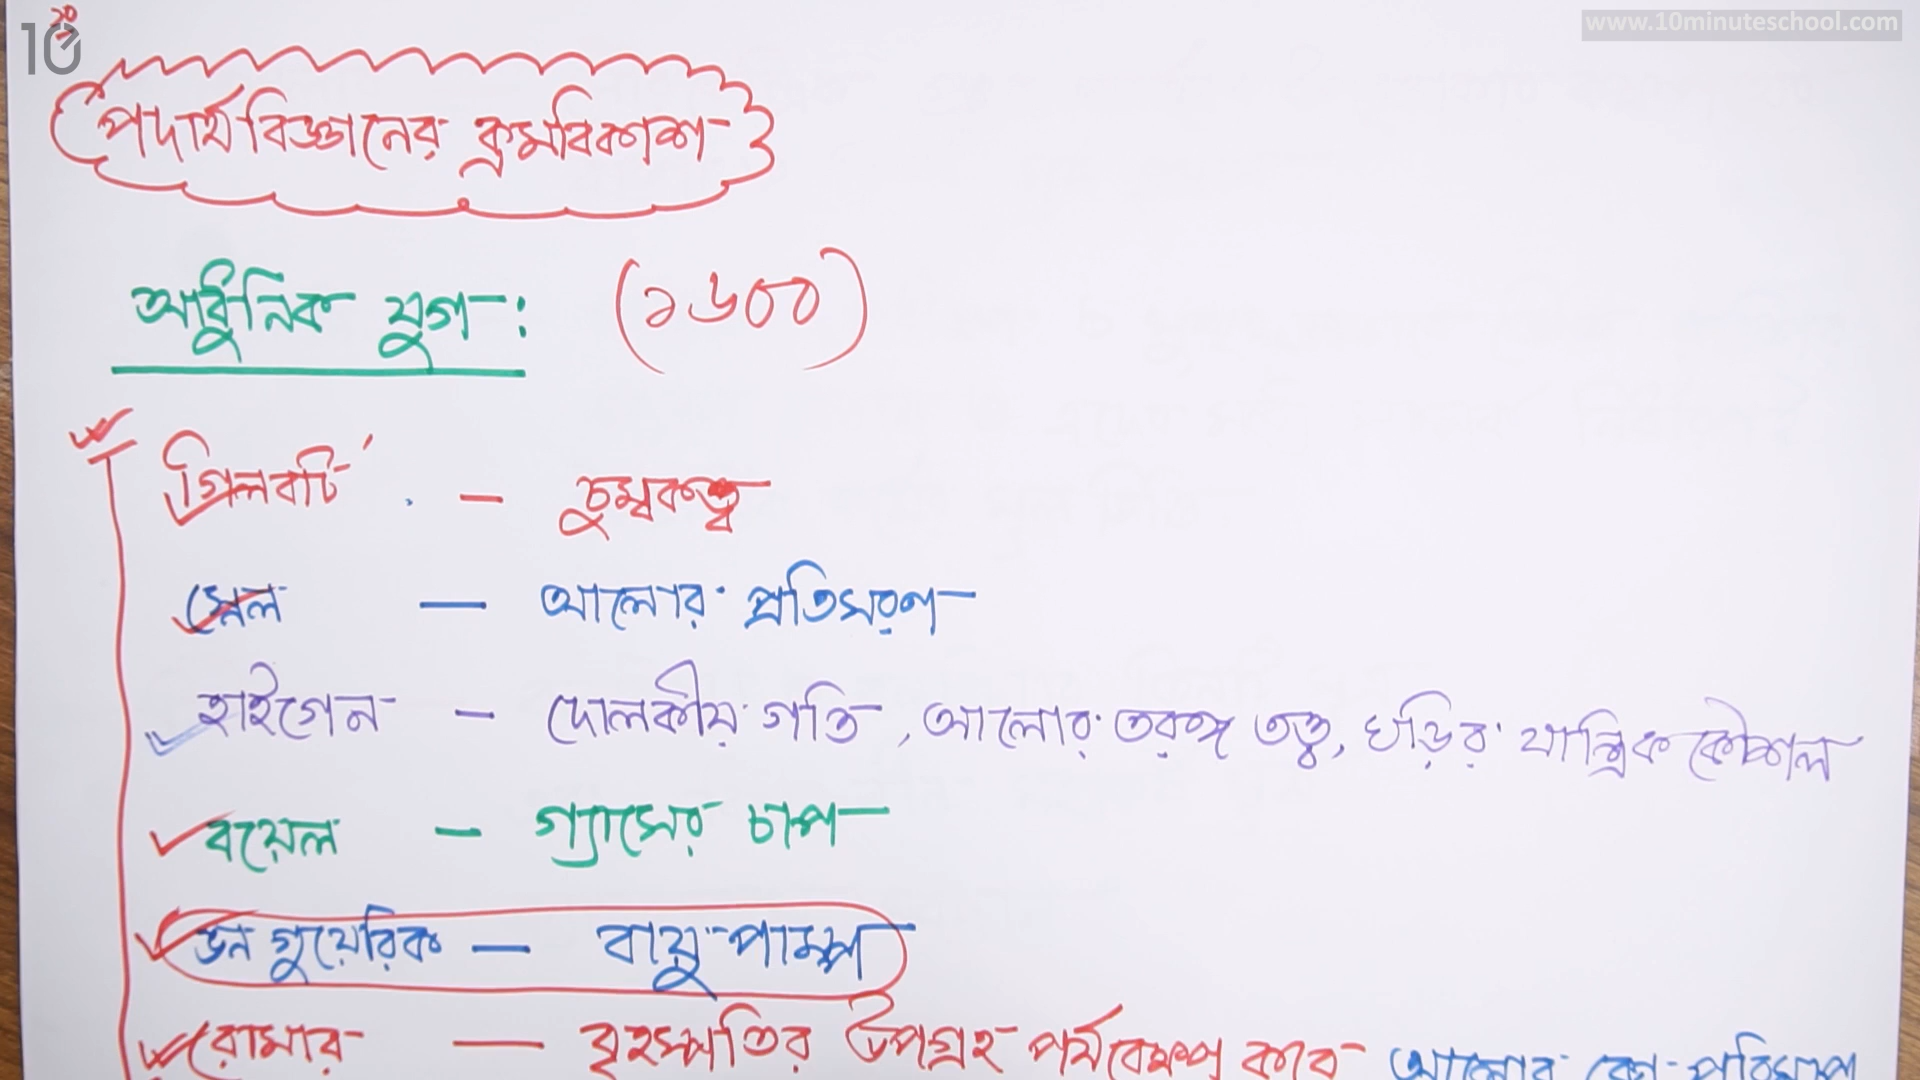 10
www.10minuteschool.com
পদার্থবিজ্ঞানের ক্রমবিকাশ
আধুনিক যুগ : (১৬০০)
গিলবার্ট - চুম্বকত্ব
স্নেল - আলোর প্রতিসরণ
হাইগেন - দোলকীয় গতি, আলোর তরঙ্গ তত্ত্ব, ঘড়ির যান্ত্রিক কৌশল
বয়েল - গ্যাসের চাপ
ভন গুয়েরিক - বায়ু পাম্প
রোমার - বৃহস্পতির উপগ্রহ পর্যবেক্ষণ করে আলোর বেগ পরিমাপ